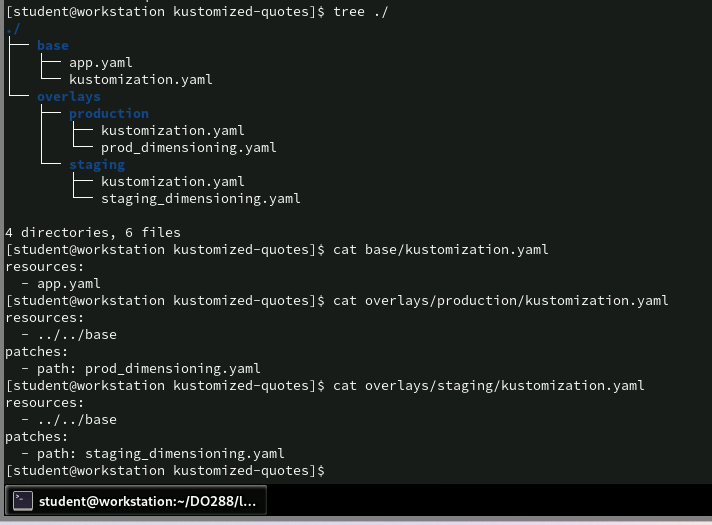 [student@workstation kustomized-quotes]$ tree ./
./
├── base
│   ├── app.yaml
│   └── kustomization.yaml
└── overlays
    ├── production
    │   ├── kustomization.yaml
    │   └── prod_dimensioning.yaml
    └── staging
        ├── kustomization.yaml
        └── staging_dimensioning.yaml

4 directories, 6 files
[student@workstation kustomized-quotes]$ cat base/kustomization.yaml
resources:
  - app.yaml
[student@workstation kustomized-quotes]$ cat overlays/production/kustomization.yaml
resources:
  - ../../base
patches:
  - path: prod_dimensioning.yaml
[student@workstation kustomized-quotes]$ cat overlays/staging/kustomization.yaml
resources:
  - ../../base
patches:
  - path: staging_dimensioning.yaml
[student@workstation kustomized-quotes]$
student@workstation:~/DO288/l...